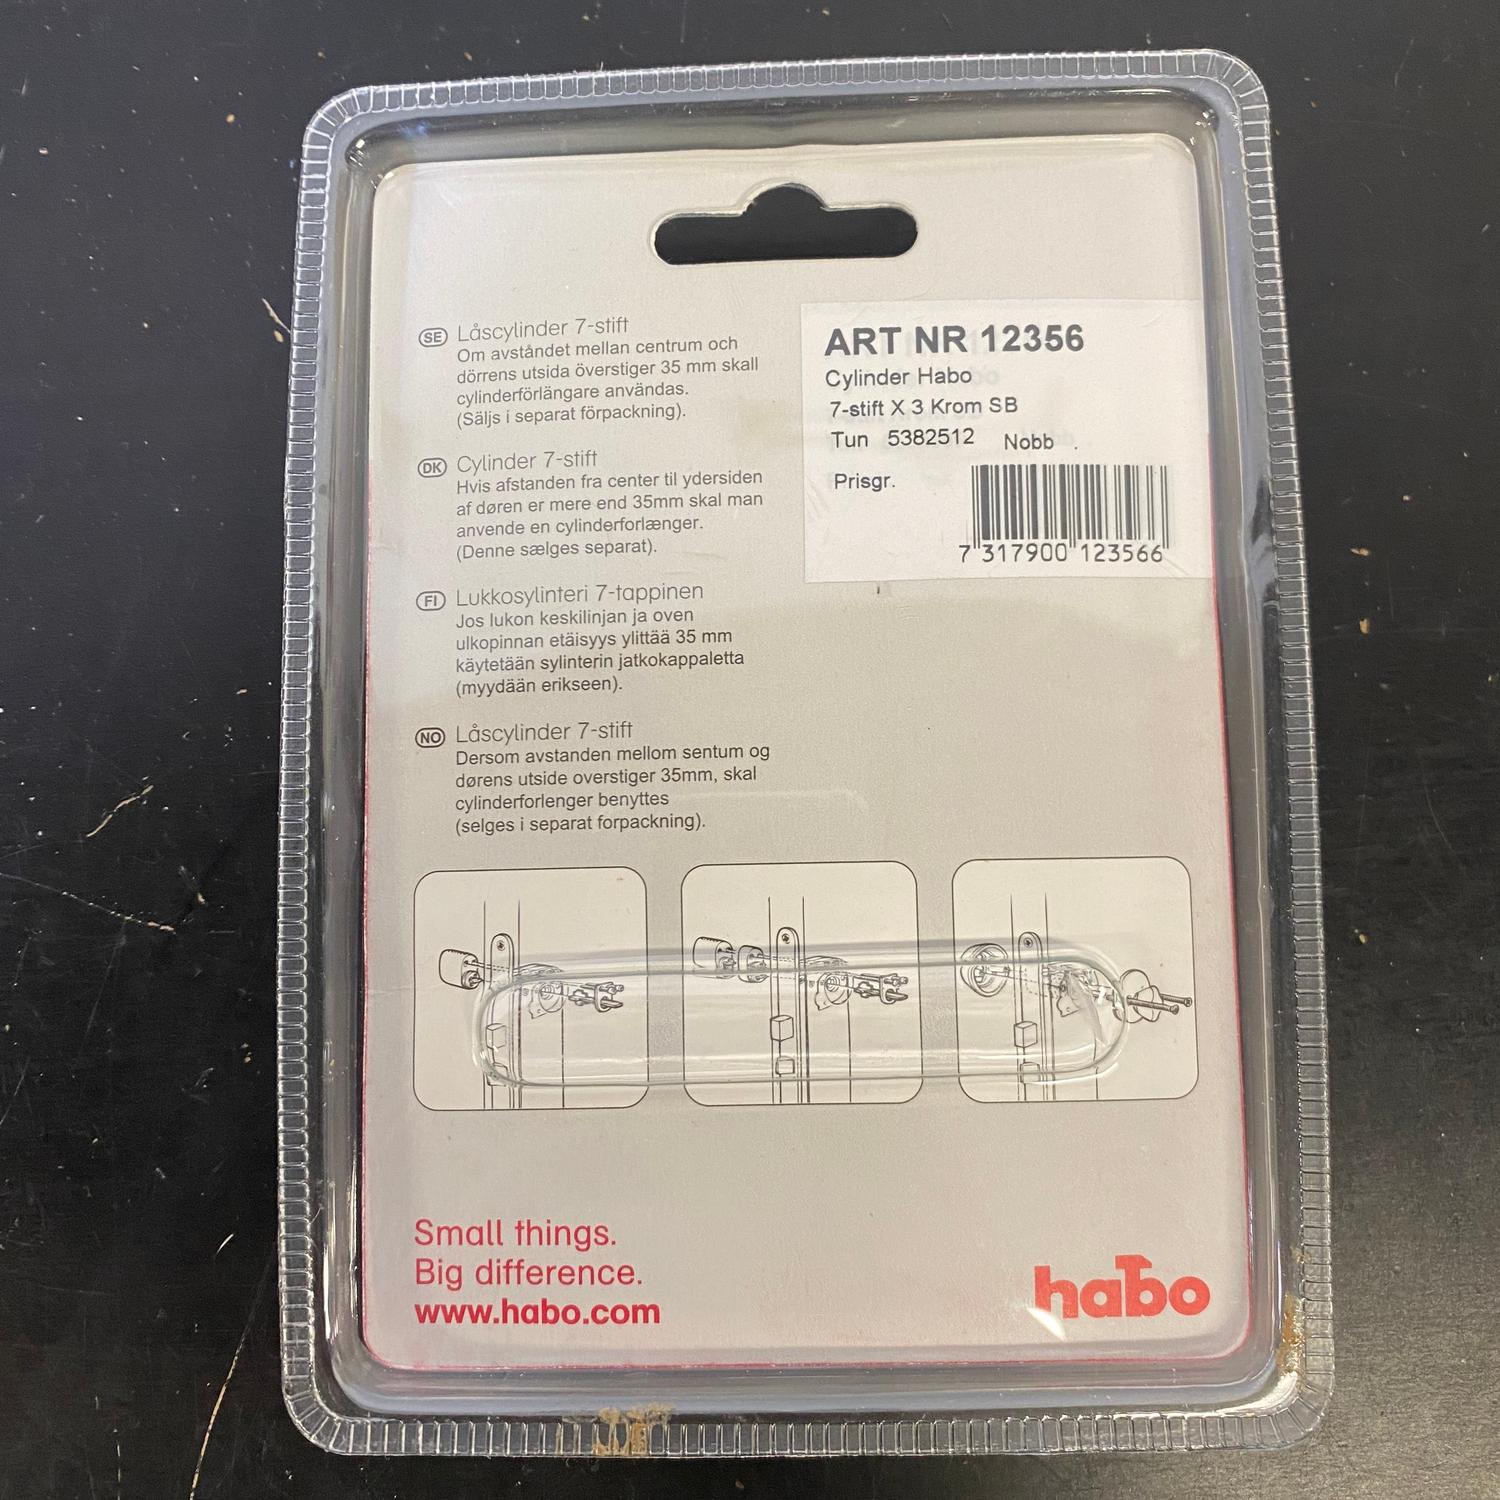 SE Låscylinder 7-stift
Om avståndet mellan centrum och
dörrens utsida överstiger 35 mm skall
cylinderförlängare användas.
(Säljs i separat förpackning).
DK Cylinder 7-stift
Hvis afstanden fra center til ydersiden
af døren er mere end 35mm skal man
anvende en cylinderforlænger.
(Denne sælges separat).
FI Lukkosylinteri 7-tappinen
Jos lukon keskilinjan ja oven
ulkopinnan etäisyys ylittää 35 mm
käytetään sylinterin jatkokappaletta
(myydään erikseen).
NO Låscylinder 7-stift
Dersom avstanden mellom sentum og
dørens utside overstiger 35mm, skal
cylinderforlenger benyttes
(selges i separat forpackning).
ART NR 12356
Cylinder Habo
7-stift X 3 Krom SB
Tun 5382512 Nobb .
Prisgr.
7 317900 123566
Small things.
Big difference.
www.habo.com
habo